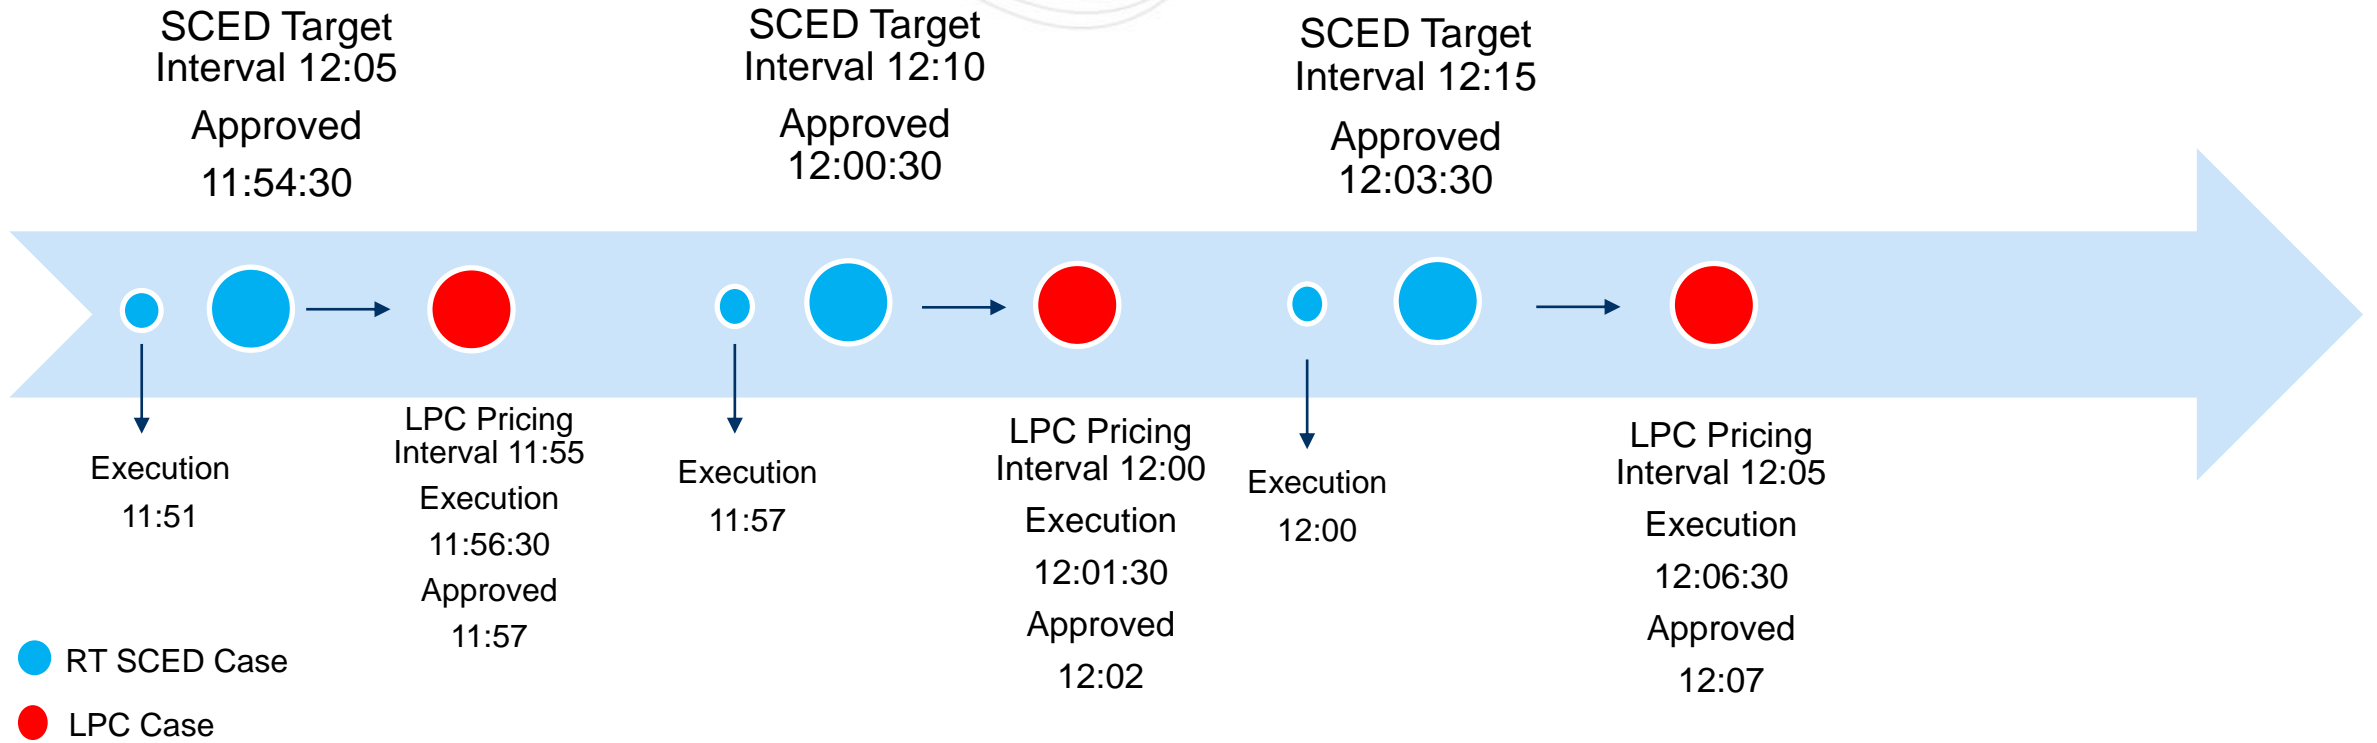 SCED Target
Interval 12:05
Approved
11:54:30
SCED Target
Interval 12:10
Approved
12:00:30
SCED Target
Interval 12:15
Approved
12:03:30
Execution
11:51
LPC Pricing
Interval 11:55
Execution
11:56:30
Approved
11:57
Execution
11:57
LPC Pricing
Interval 12:00
Execution
12:01:30
Approved
12:02
Execution
12:00
LPC Pricing
Interval 12:05
Execution
12:06:30
Approved
12:07
RT SCED Case
LPC Case